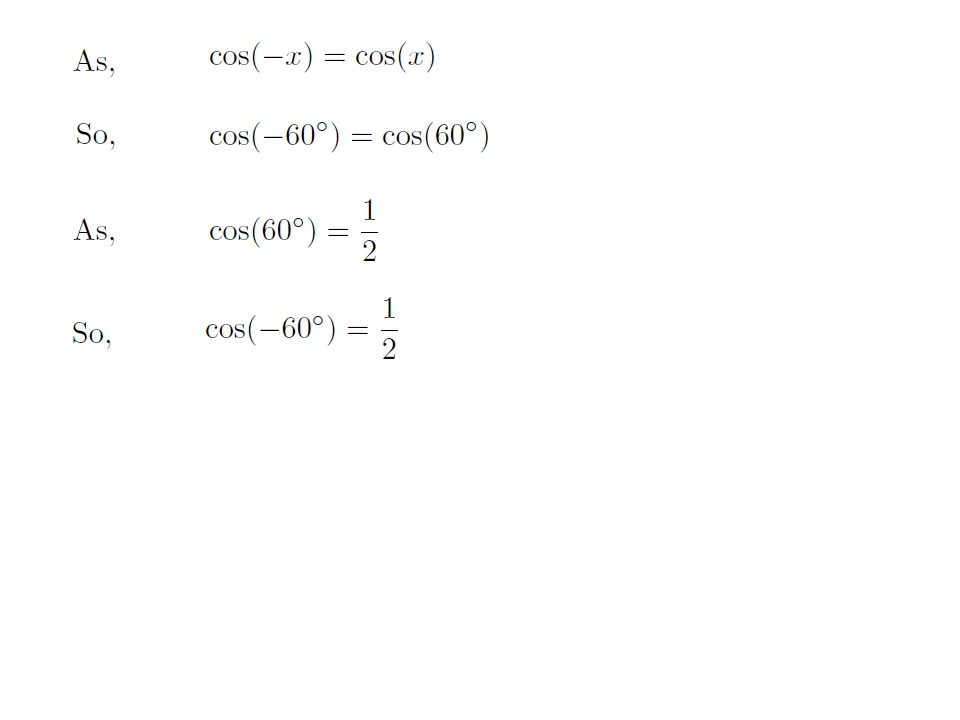 As, cos(−x) = cos(x)
So, cos(−60°) = cos(60°)
As, cos(60°) = 1/2
So, cos(−60°) = 1/2